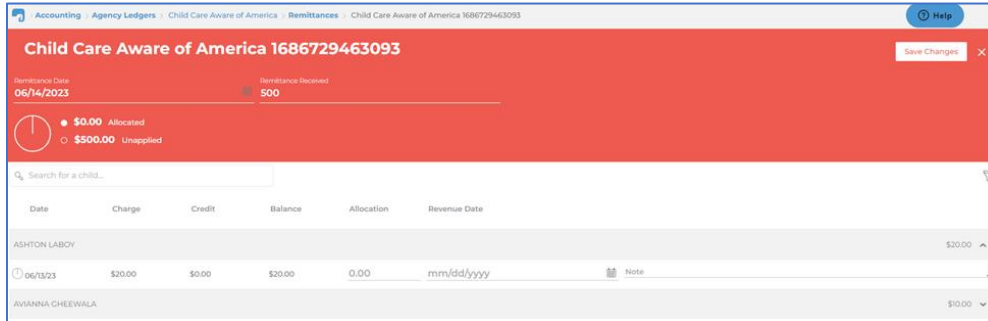 Accounting > Agency Ledgers > Child Care Aware of America > Remittances > Child Care Aware of America 1686729463093
Help
Child Care Aware of America 1686729463093
Save Changes
Remittance Date
Remittance Received
06/14/2023
500
$0.00 Allocated
$500.00 Unapplied
Search for a child...
Date Charge Credit Balance Allocation Revenue Date
ASHTON LABOY $20.00
06/13/23 $20.00 $0.00 $20.00 0.00 mm/dd/yyyy Note
AVIANNA CHEEWALA $10.00